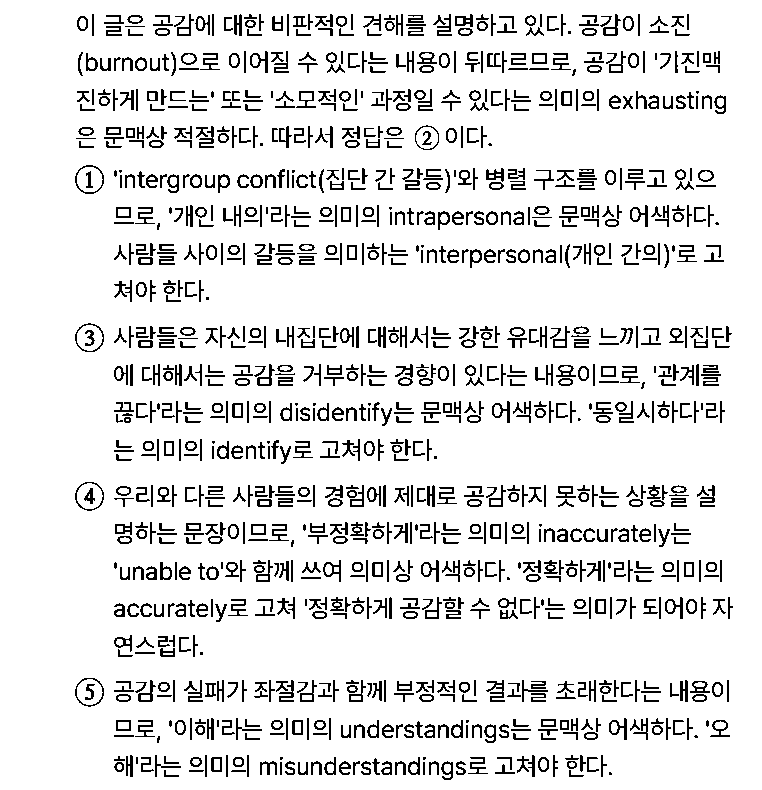 이 글은 공감에 대한 비판적인 견해를 설명하고 있다. 공감이 소진
(burnout)으로 이어질 수 있다는 내용이 뒤따르므로, 공감이 '기진맥
진하게 만드는' 또는 '소모적인' 과정일 수 있다는 의미의 exhausting
은 문맥상 적절하다. 따라서 정답은 ②이다.
① 'intergroup conflict(집단 간 갈등)'와 병렬 구조를 이루고 있으
므로, '개인 내의'라는 의미의 intrapersonal은 문맥상 어색하다.
사람들 사이의 갈등을 의미하는 'interpersonal(개인 간의)'로 고
쳐야 한다.
③ 사람들은 자신의 내집단에 대해서는 강한 유대감을 느끼고 외집단
에 대해서는 공감을 거부하는 경향이 있다는 내용이므로, '관계를
끊다'라는 의미의 disidentify는 문맥상 어색하다. '동일시하다'라
는 의미의 identify로 고쳐야 한다.
④ 우리와 다른 사람들의 경험에 제대로 공감하지 못하는 상황을 설
명하는 문장이므로, '부정확하게'라는 의미의 inaccurately는
'unable to'와 함께 쓰여 의미상 어색하다. '정확하게'라는 의미의
accurately로 고쳐 '정확하게 공감할 수 없다'는 의미가 되어야 자
연스럽다.
⑤ 공감의 실패가 좌절감과 함께 부정적인 결과를 초래한다는 내용이
므로, '이해'라는 의미의 understandings는 문맥상 어색하다. '오
해'라는 의미의 misunderstandings로 고쳐야 한다.